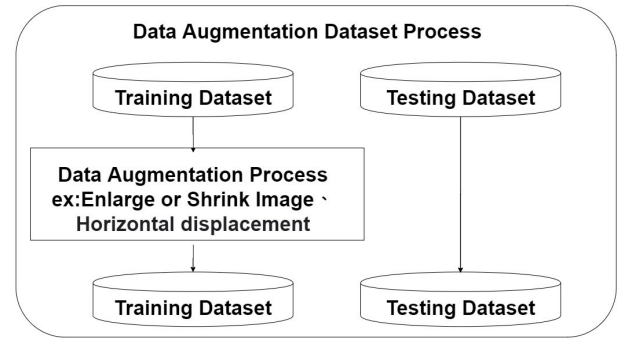 Data Augmentation Dataset Process
Training Dataset
Testing Dataset
Data Augmentation Process
ex:Enlarge or Shrink Image、
Horizontal displacement
Training Dataset
Testing Dataset